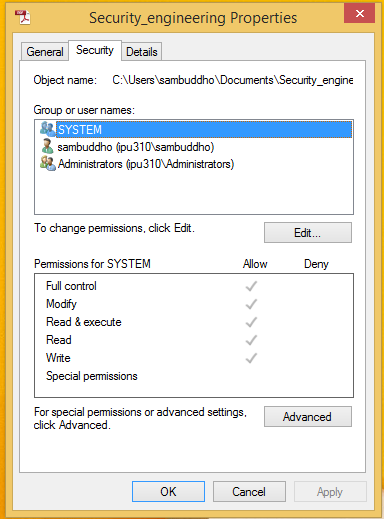 Security_engineering Properties
General Security Details
Object name: C:\Users\sambuddho\Documents\Security_engine
Group or user names:
SYSTEM
sambuddho (ipu310\sambuddho)
Administrators (ipu310\Administrators)
To change permissions, click Edit.
Edit...
Permissions for SYSTEM Allow Deny
Full control
Modify
Read & execute
Read
Write
Special permissions
For special permissions or advanced settings,
click Advanced.
Advanced
OK Cancel Apply